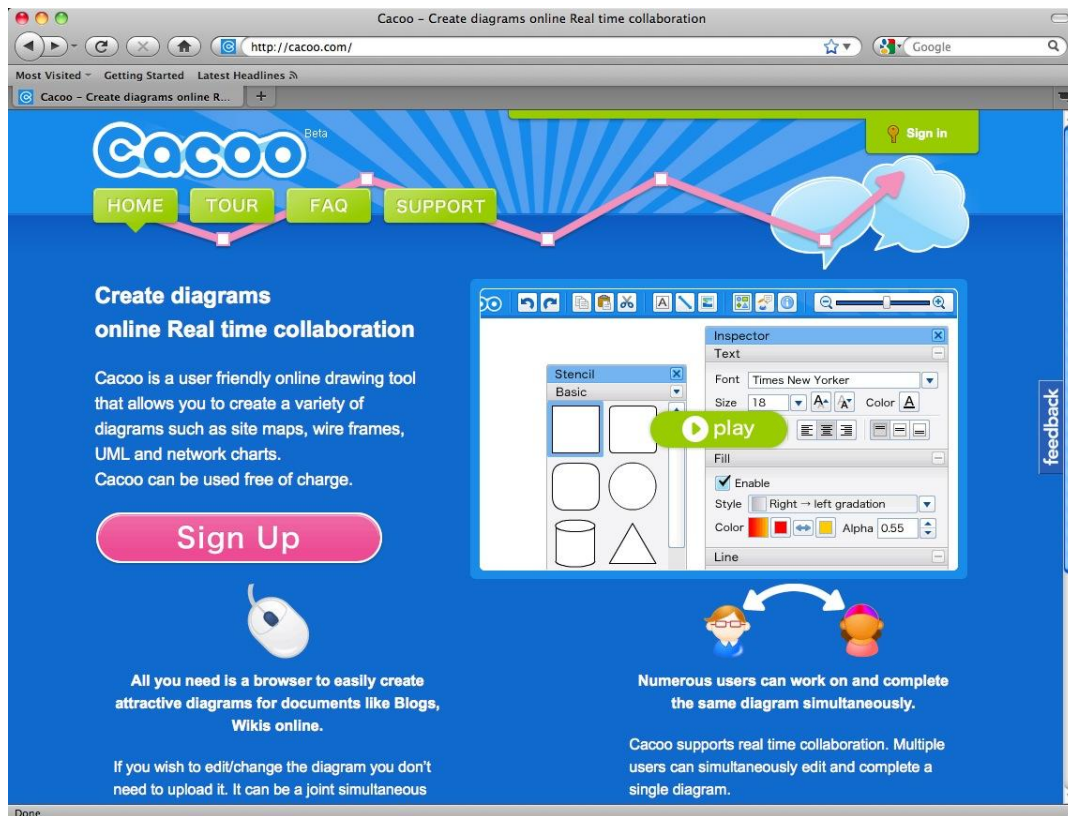 Cacoo – Create diagrams online Real time collaboration
http://cacoo.com/
Google
Most Visited Getting Started Latest Headlines
Cacoo – Create diagrams online R... +
Cacoo Beta
Sign in
HOME TOUR FAQ SUPPORT
Create diagrams
online Real time collaboration
Cacoo is a user friendly online drawing tool
that allows you to create a variety of
diagrams such as site maps, wire frames,
UML and network charts.
Cacoo can be used free of charge.
Sign Up
Inspector
Text
Font Times New Yorker
Size 18 A A Color A
Stencil
Basic
play
Fill
Enable
Style Right → left gradation
Color Alpha 0.55
Line
feedback
All you need is a browser to easily create
attractive diagrams for documents like Blogs,
Wikis online.
If you wish to edit/change the diagram you don't
need to upload it. It can be a joint simultaneous
Numerous users can work on and complete
the same diagram simultaneously.
Cacoo supports real time collaboration. Multiple
users can simultaneously edit and complete a
single diagram.
Done